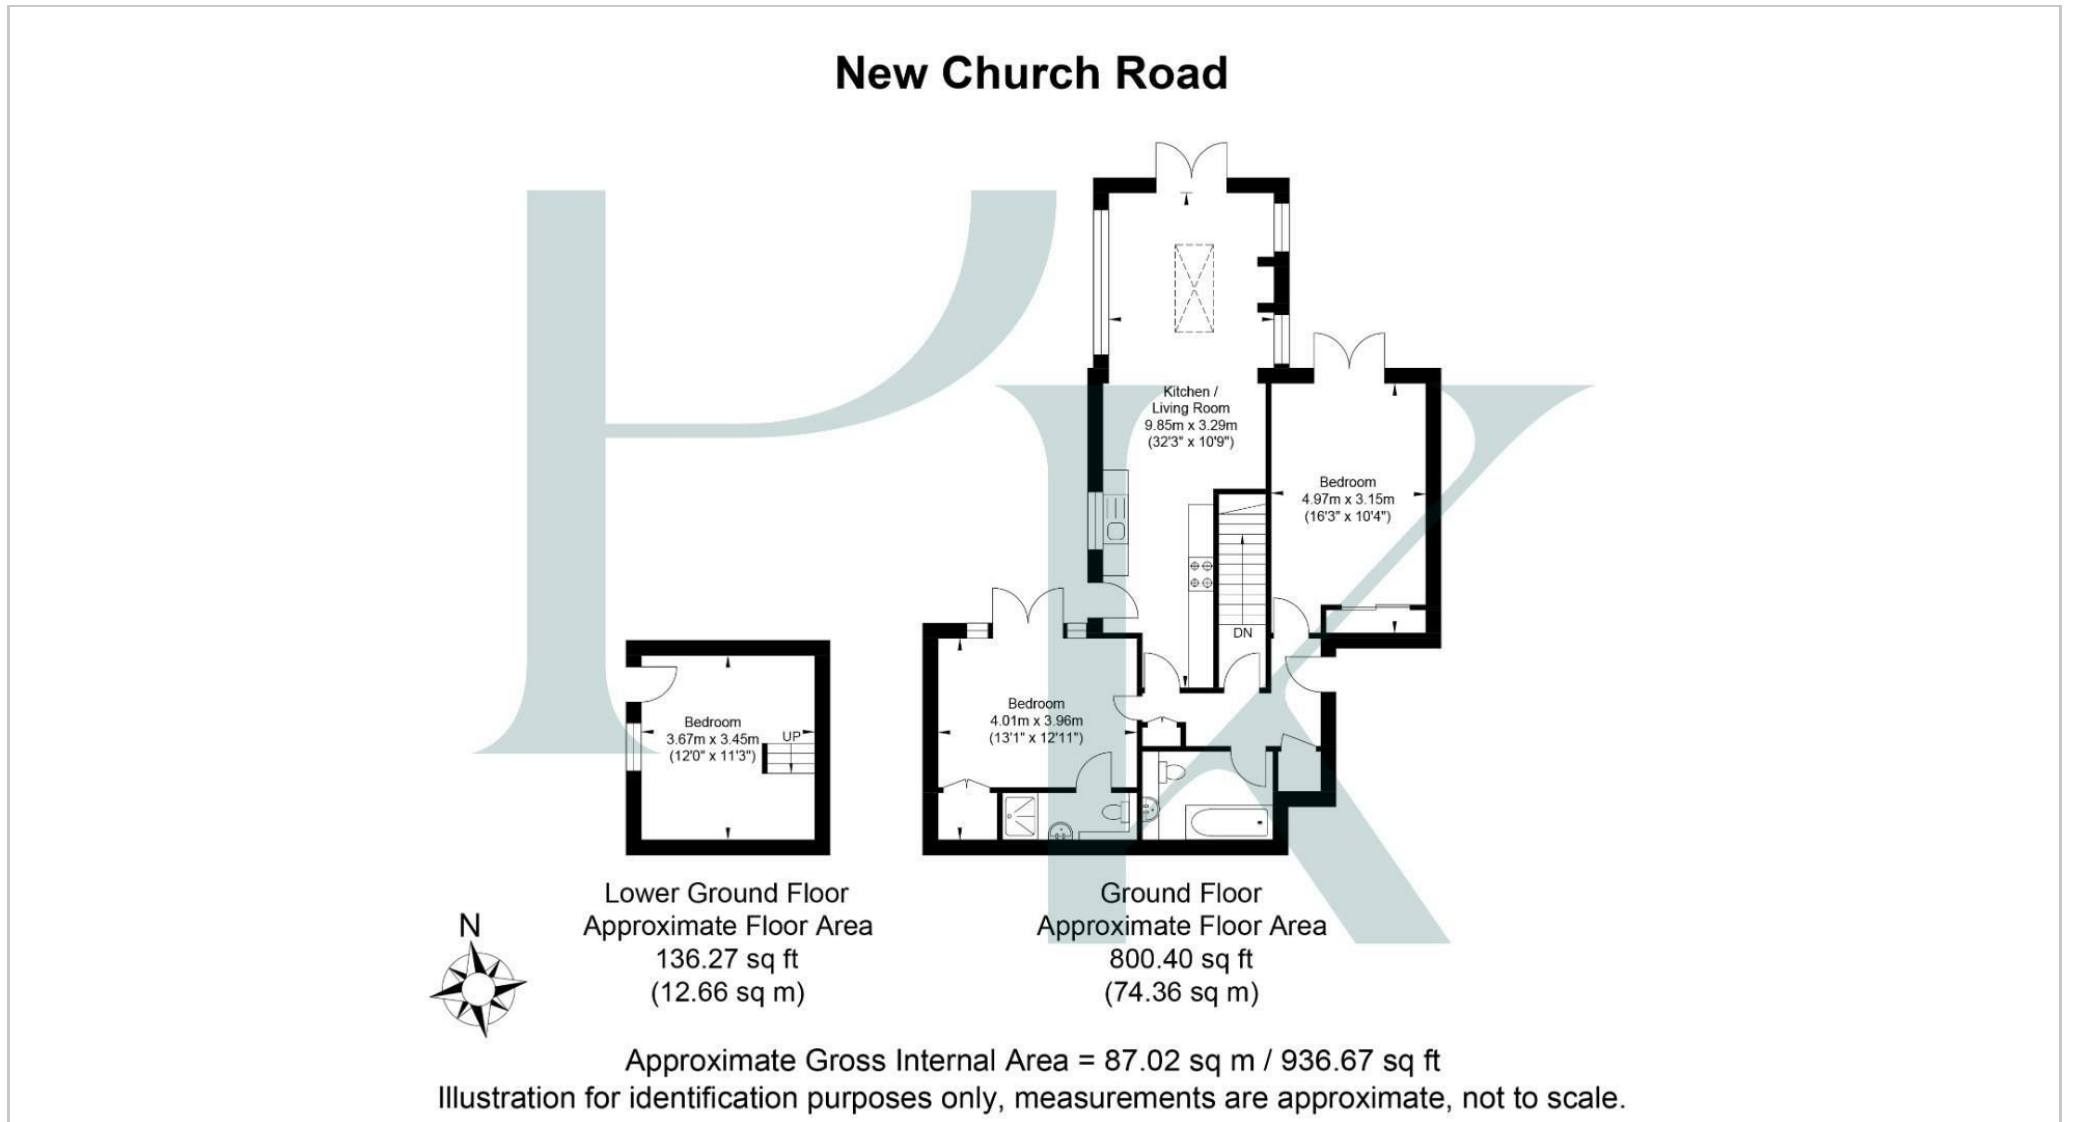 New Church Road
Kitchen /
Living Room
9.85m x 3.29m
(32'3" x 10'9")
Bedroom
4.97m x 3.15m
(16'3" x 10'4")
DN
Bedroom
4.01m x 3.96m
(13'1" x 12'11")
Bedroom
3.67m x 3.45m
(12'0" x 11'3")
UP
Lower Ground Floor
Approximate Floor Area
136.27 sq ft
(12.66 sq m)
Ground Floor
Approximate Floor Area
800.40 sq ft
(74.36 sq m)
N
Approximate Gross Internal Area = 87.02 sq m / 936.67 sq ft
Illustration for identification purposes only, measurements are approximate, not to scale.
PK